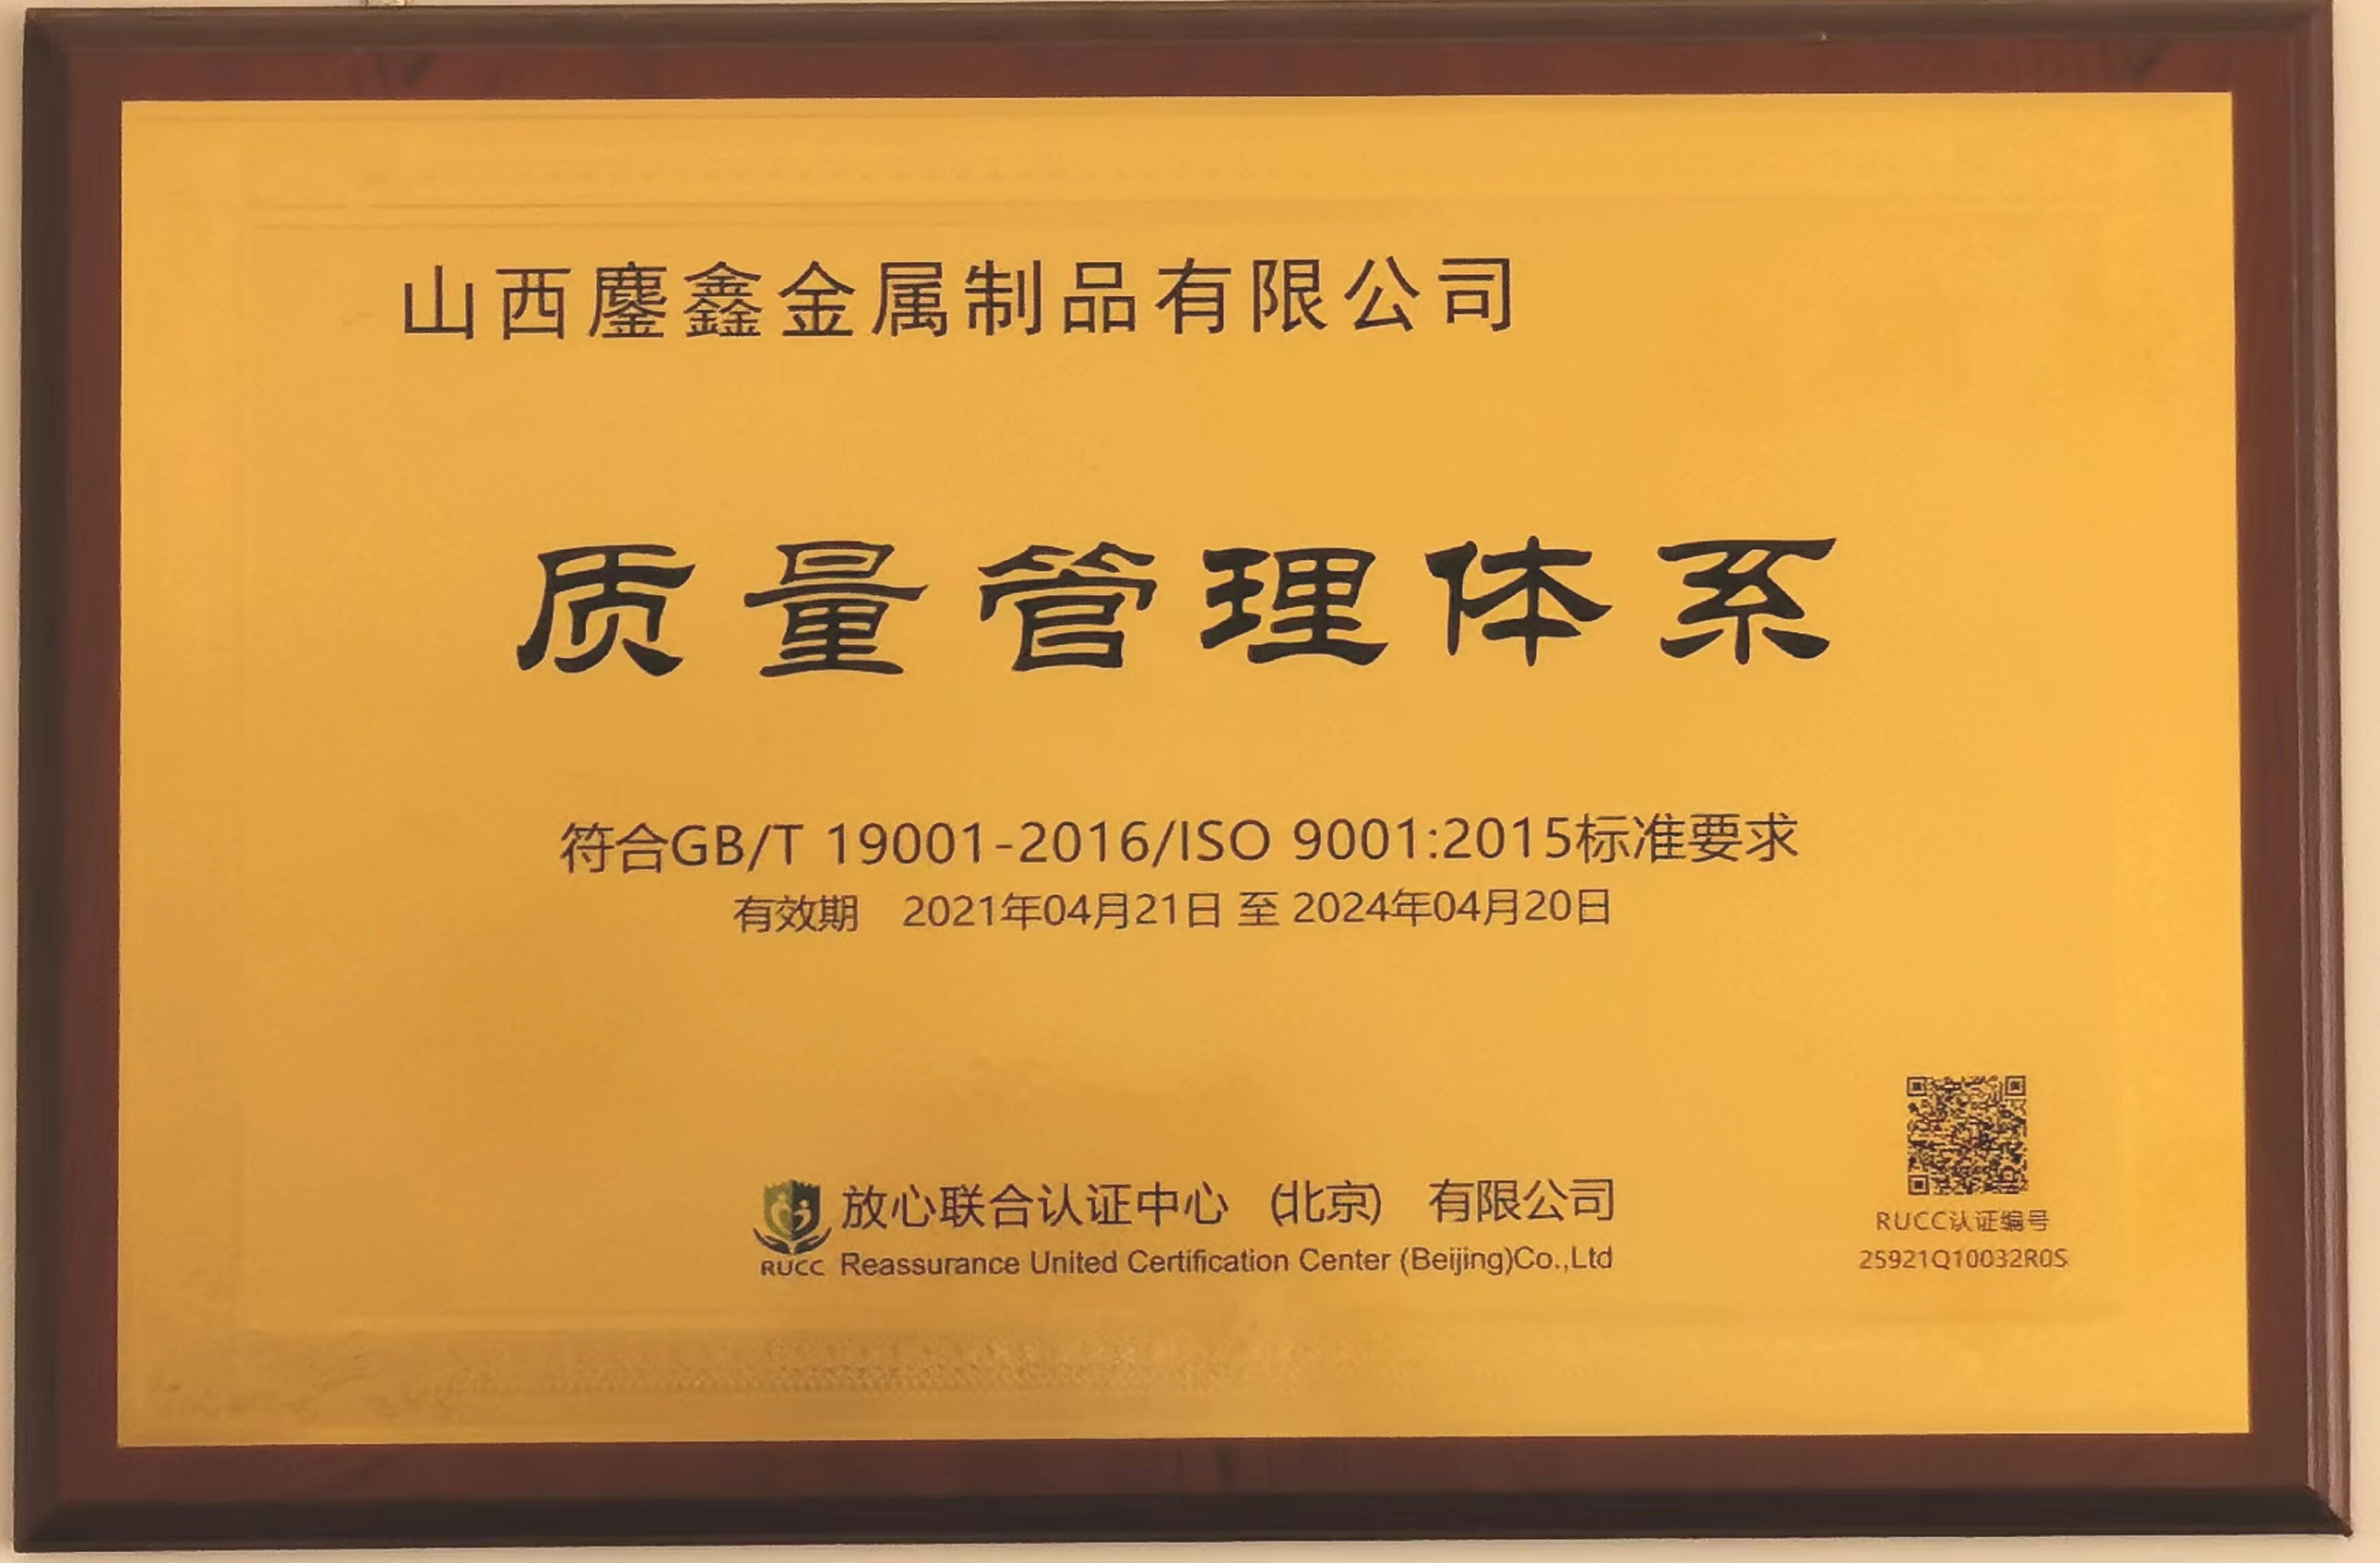 山西鏖鑫金属制品有限公司
质量管理体系
符合GB/T 19001-2016/ISO 9001:2015标准要求
有效期 2021年04月21日 至 2024年04月20日
放心联合认证中心 (北京) 有限公司
RUCC Reassurance United Certification Center (Beijing)Co.,Ltd
RUCC认证编号
25921Q10032R0S